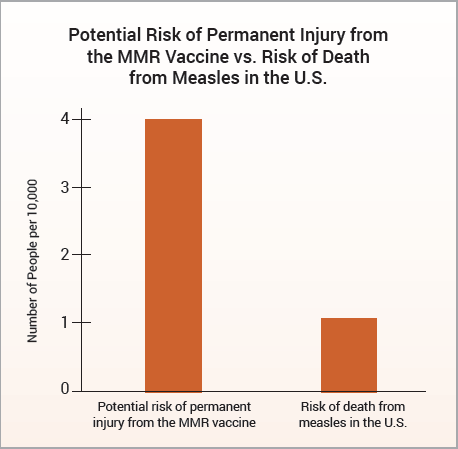 Potential Risk of Permanent Injury from
the MMR Vaccine vs. Risk of Death
from Measles in the U.S.
Number of People per 10,000
4
3
2
1
0
Potential risk of permanent
injury from the MMR vaccine
Risk of death from
measles in the U.S.